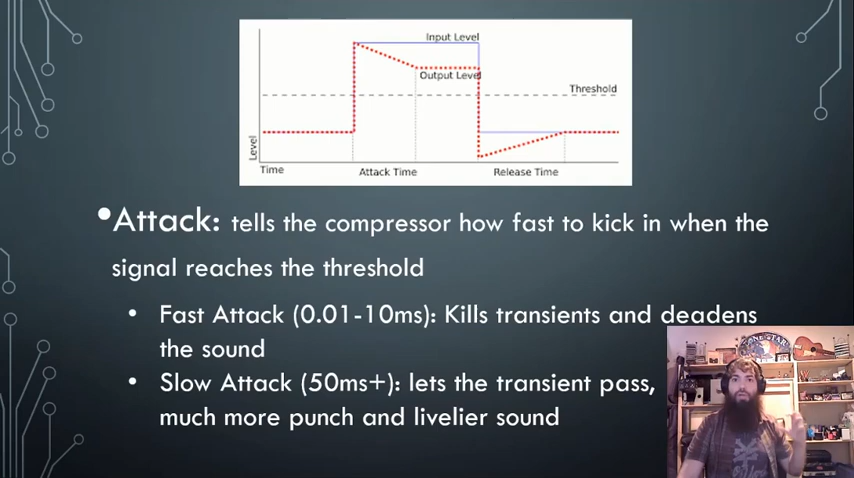 Input Level
Output Level
Threshold
Level
Time
Attack Time
Release Time
•Attack: tells the compressor how fast to kick in when the
signal reaches the threshold
• Fast Attack (0.01-10ms): Kills transients and deadens
the sound
• Slow Attack (50ms+): lets the transient pass,
much more punch and livelier sound